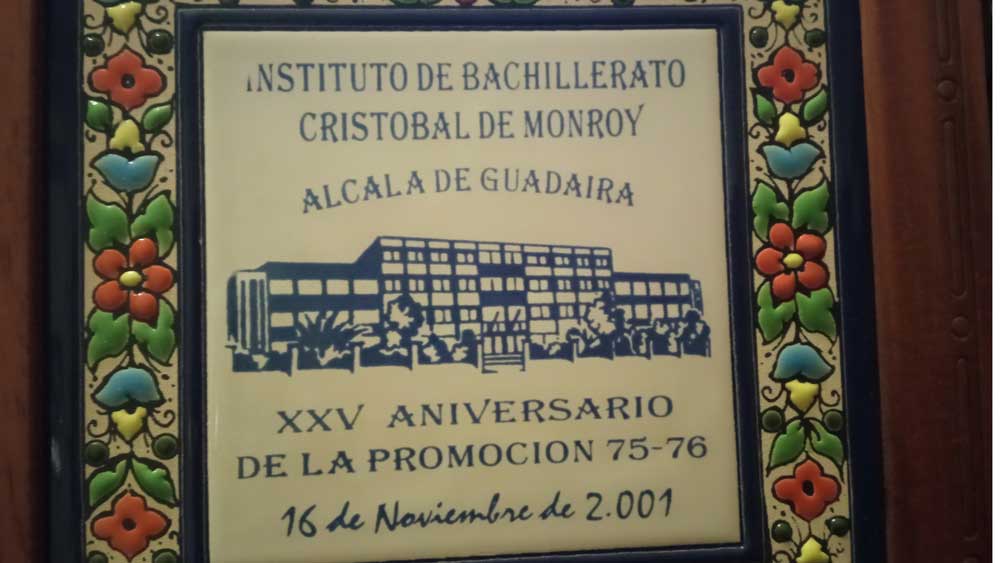 INSTITUTO DE BACHILLERATO
CRISTOBAL DE MONROY
ALCALA DE GUADAIRA
XXV ANIVERSARIO
DE LA PROMOCION 75-76
16 de Noviembre de 2.001